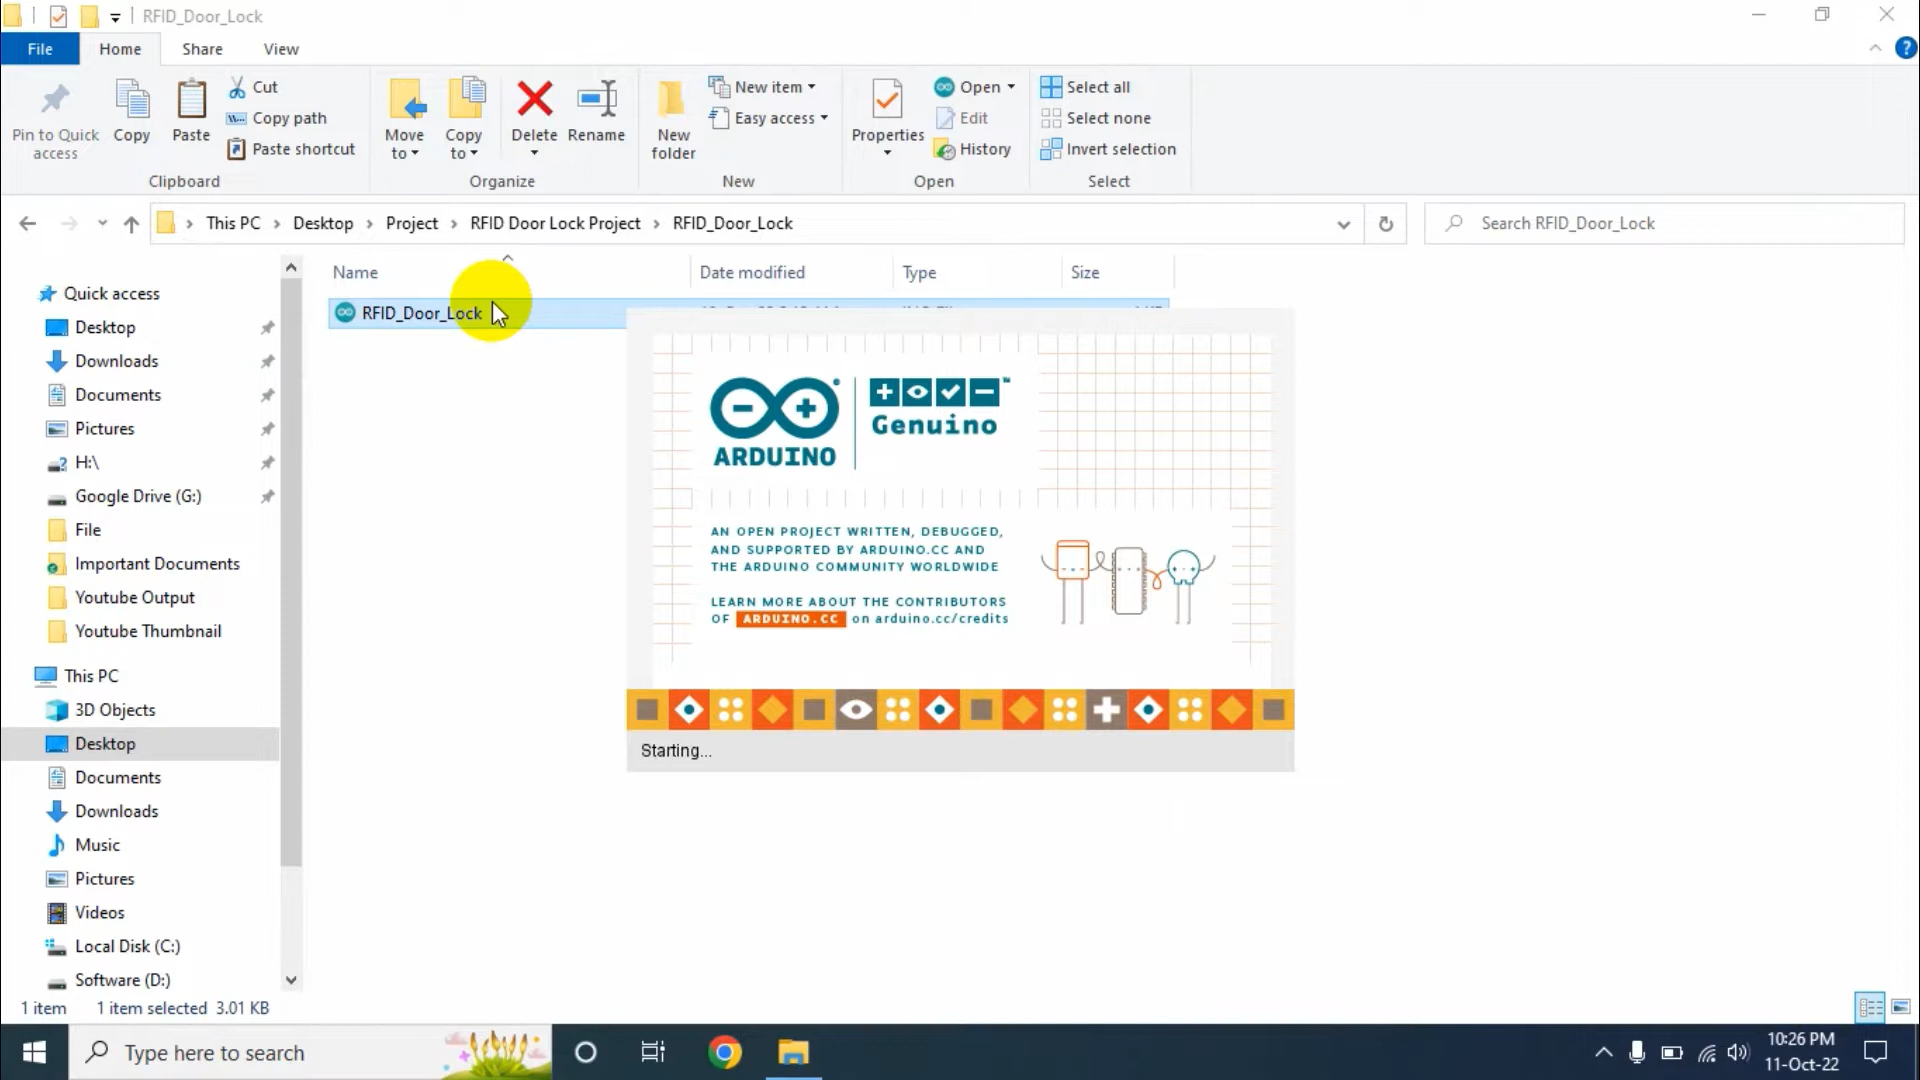 RFID_Door_Lock
File Home Share View
Pin to Quick access
Copy
Paste
Cut
Copy path
Paste shortcut
Clipboard
Move to
Copy to
Delete
Rename
Organize
New folder
New item
Easy access
New
Properties
Open
Edit
History
Open
Select all
Select none
Invert selection
Select
This PC > Desktop > Project > RFID Door Lock Project > RFID_Door_Lock
Search RFID_Door_Lock
Name Date modified Type Size
RFID_Door_Lock
Quick access
Desktop
Downloads
Documents
Pictures
H:\
Google Drive (G:)
File
Important Documents
Youtube Output
Youtube Thumbnail
This PC
3D Objects
Desktop
Documents
Downloads
Music
Pictures
Videos
Local Disk (C:)
Software (D:)
ARDUINO
Genuino
AN OPEN PROJECT WRITTEN, DEBUGGED,
AND SUPPORTED BY ARDUINO.CC AND
THE ARDUINO COMMUNITY WORLDWIDE
LEARN MORE ABOUT THE CONTRIBUTORS
OF ARDUINO.CC on arduino.cc/credits
Starting...
1 item 1 item selected 3.01 KB
Type here to search
10:26 PM
11-Oct-22